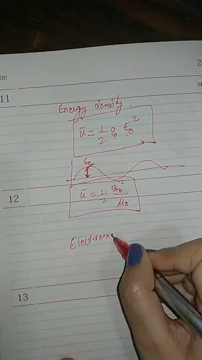 11
Energy density
ū = 1/2 ε₀ E₀²
E₀
ū = 1/2 B₀²/μ₀
12
Electrom
13